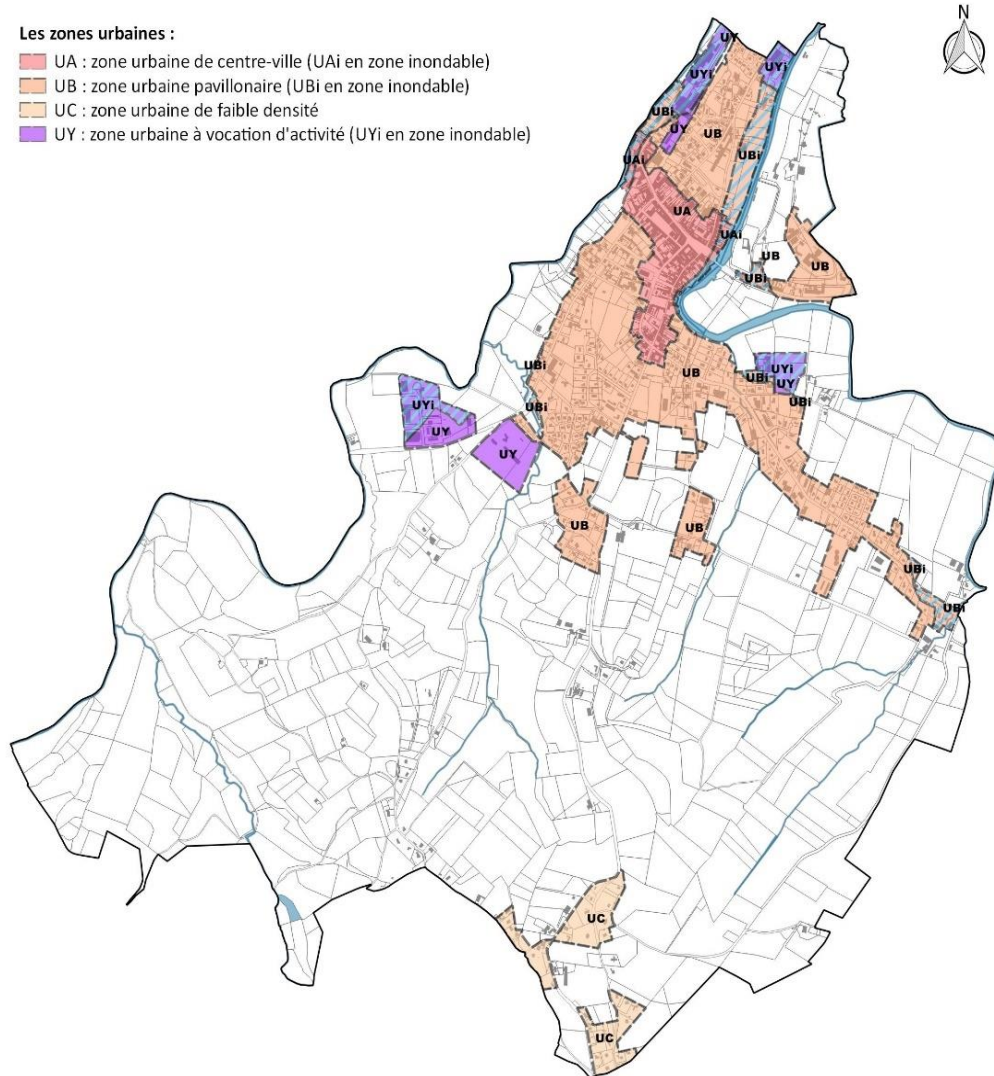 Les zones urbaines :
UA : zone urbaine de centre-ville (UAi en zone inondable)
UB : zone urbaine pavillonaire (UBi en zone inondable)
UC : zone urbaine de faible densité
UY : zone urbaine à vocation d'activité (UYi en zone inondable)
N
UY
UYi
UYi
UBi
UY
UB
UBi
UAi
UA
UAi
UB
UB
UBi
UBi
UB
UBi
UYi
UY
UBi
UBi
UYi
UY
UY
UB
UB
UBi
UBi
UC
UC